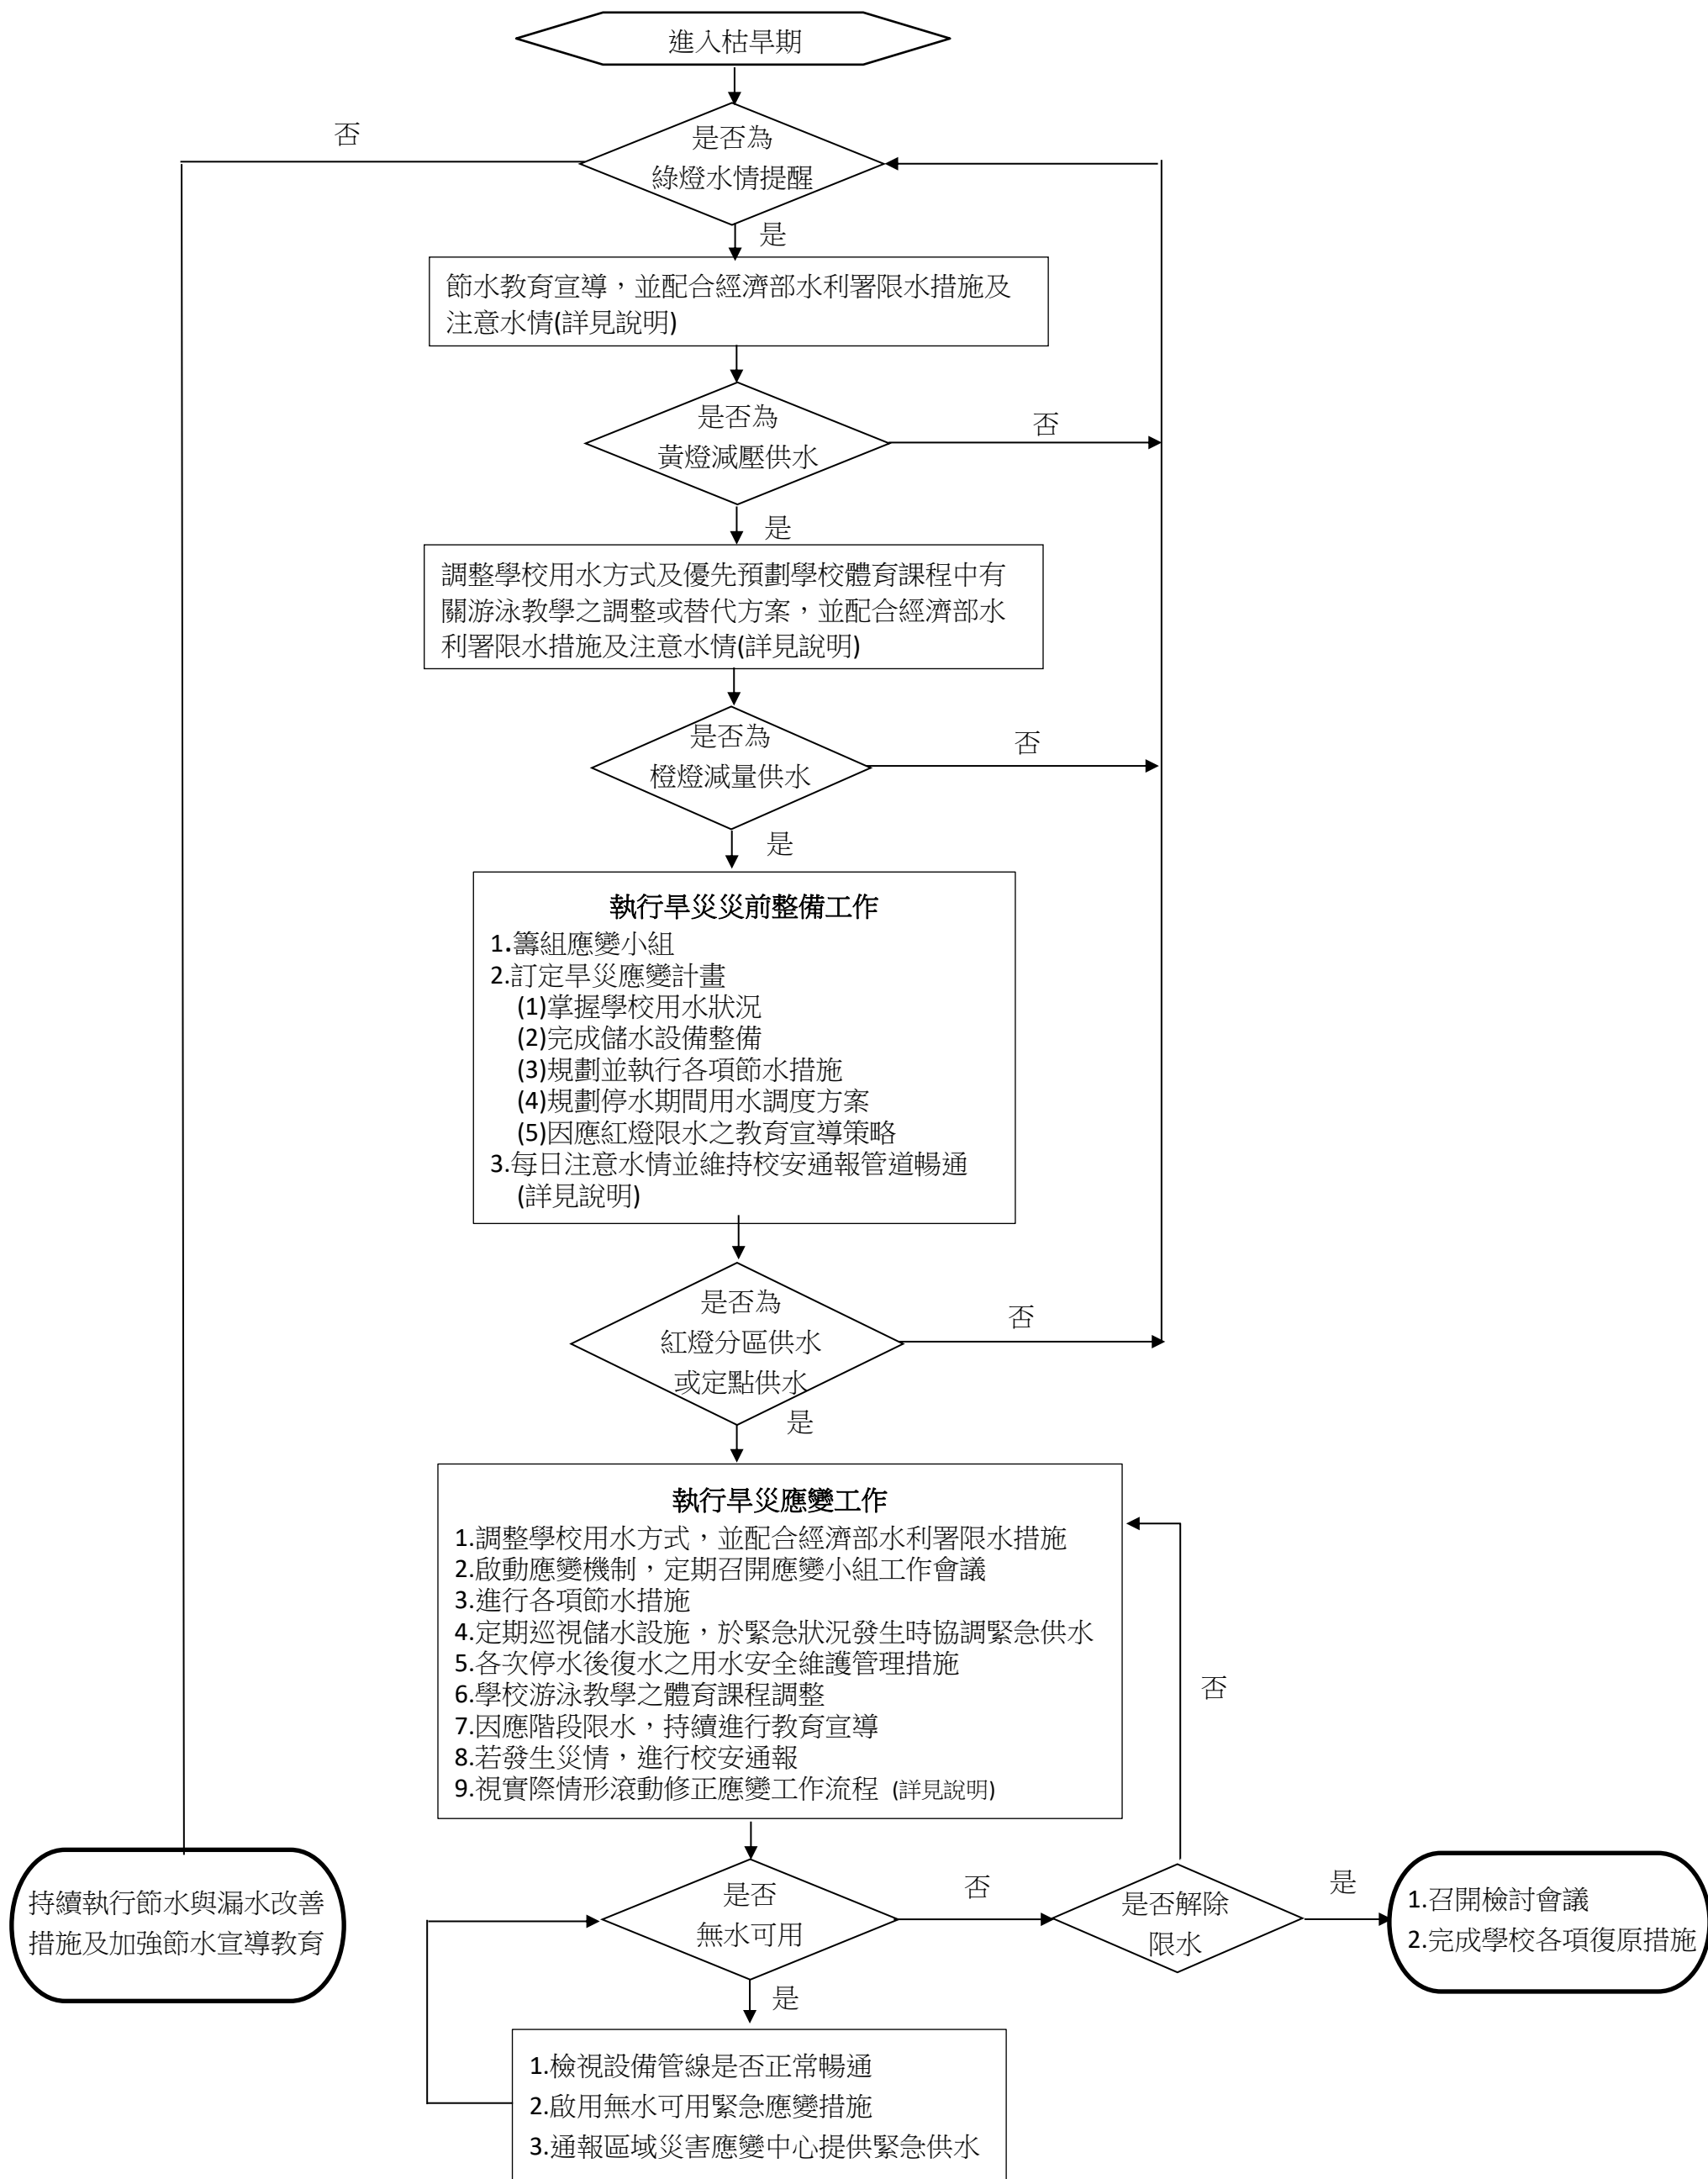 進入枯旱期
否
是否為
綠燈水情提醒
是
節水教育宣導，並配合經濟部水利署限水措施及
注意水情(詳見說明)
是否為
黃燈減壓供水
否
是
調整學校用水方式及優先預劃學校體育課程中有
關游泳教學之調整或替代方案，並配合經濟部水
利署限水措施及注意水情(詳見說明)
是否為
橙燈減量供水
否
是
執行旱災災前整備工作
1.籌組應變小組
2.訂定旱災應變計畫
(1)掌握學校用水狀況
(2)完成儲水設備整備
(3)規劃並執行各項節水措施
(4)規劃停水期間用水調度方案
(5)因應紅燈限水之教育宣導策略
3.每日注意水情並維持校安通報管道暢通
(詳見說明)
是否為
紅燈分區供水
或定點供水
否
是
執行旱災應變工作
1.調整學校用水方式，並配合經濟部水利署限水措施
2.啟動應變機制，定期召開應變小組工作會議
3.進行各項節水措施
4.定期巡視儲水設施，於緊急狀況發生時協調緊急供水
5.各次停水後復水之用水安全維護管理措施
6.學校游泳教學之體育課程調整
7.因應階段限水，持續進行教育宣導
8.若發生災情，進行校安通報
9.視實際情形滾動修正應變工作流程 (詳見說明)
否
持續執行節水與漏水改善
措施及加強節水宣導教育
是否
無水可用
否
是否解除
限水
是
1.召開檢討會議
2.完成學校各項復原措施
是
1.檢視設備管線是否正常暢通
2.啟用無水可用緊急應變措施
3.通報區域災害應變中心提供緊急供水